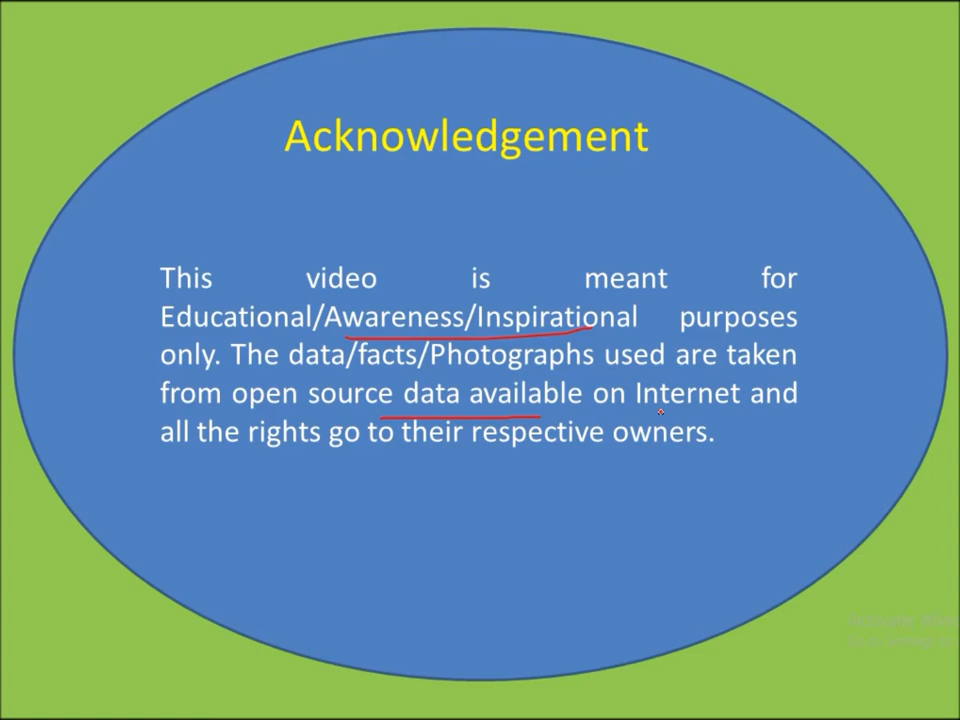 Acknowledgement
This video is meant for
Educational/Awareness/Inspirational purposes
only. The data/facts/Photographs used are taken
from open source data available on Internet and
all the rights go to their respective owners.